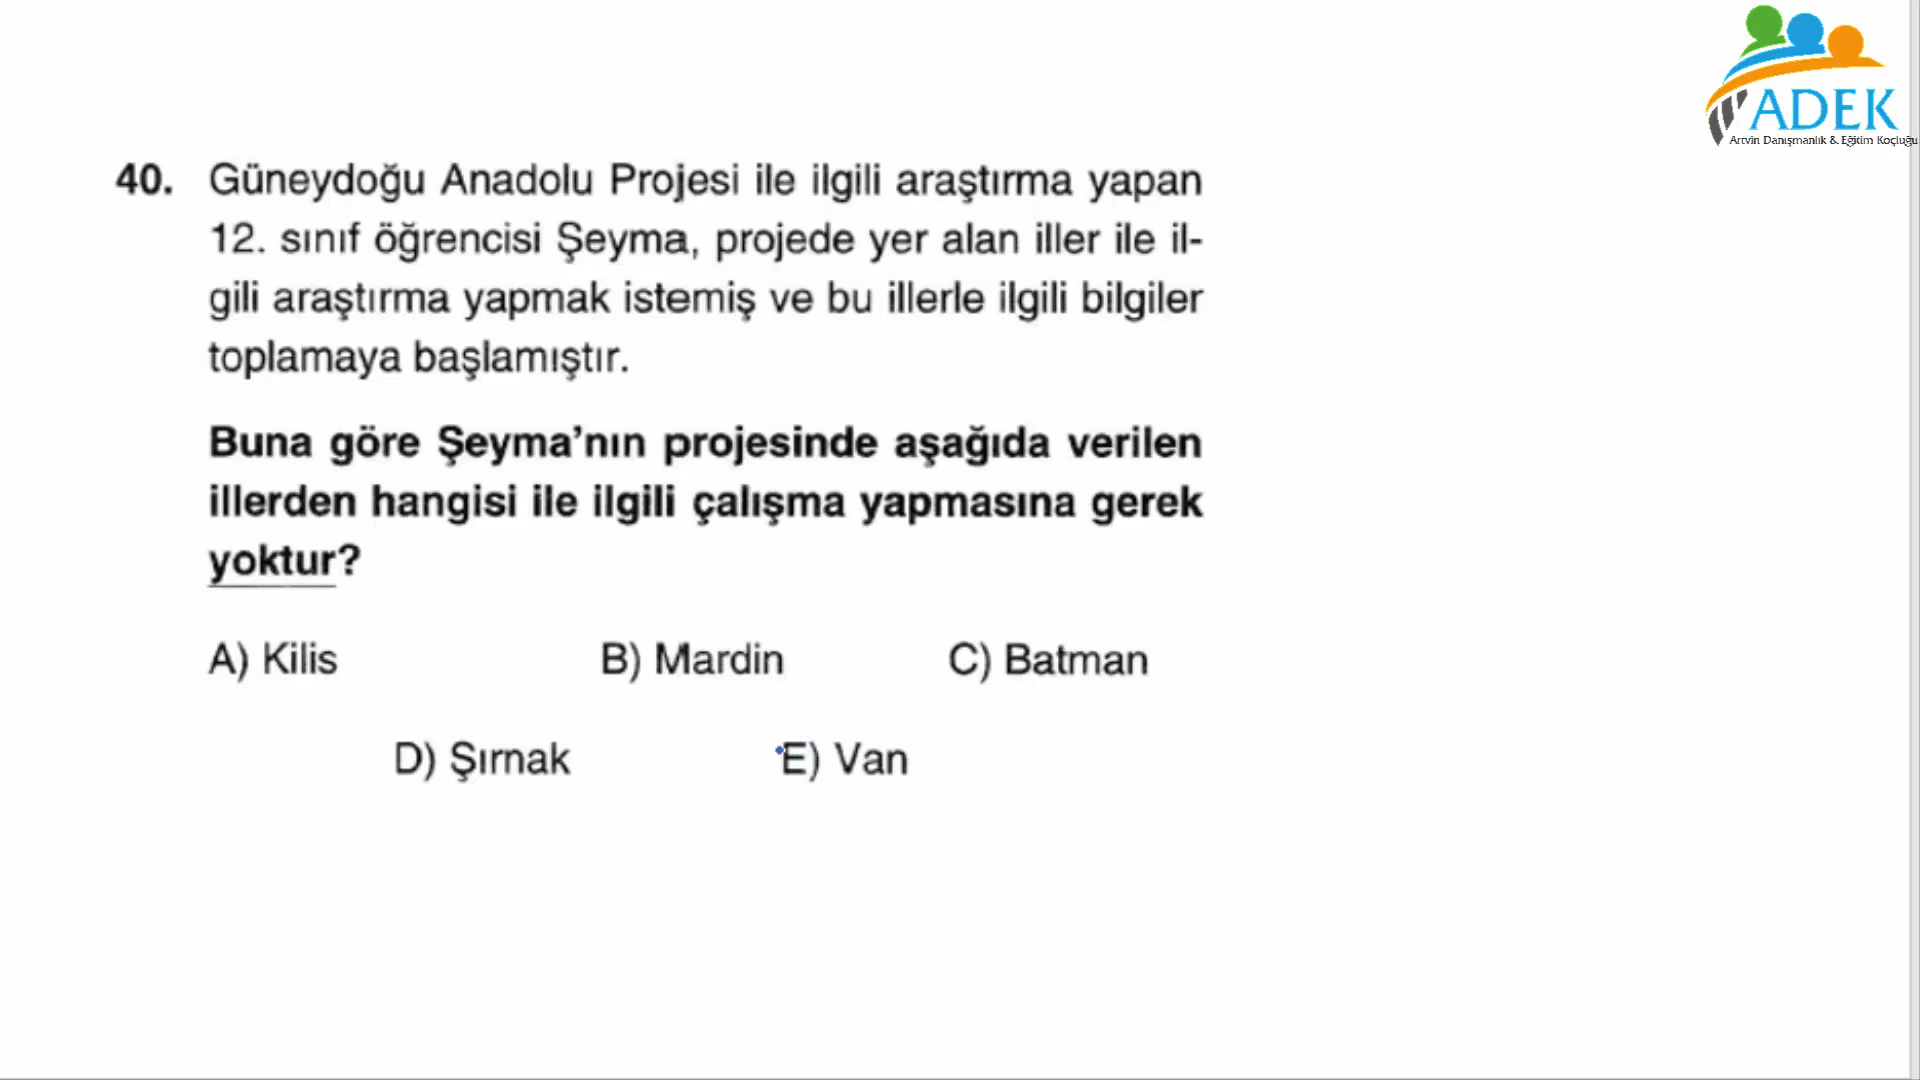 ADEK
Artvin Danışmanlık & Eğitim Koçluğu
40. Güneydoğu Anadolu Projesi ile ilgili araştırma yapan
12. sınıf öğrencisi Şeyma, projede yer alan iller ile il-
gili araştırma yapmak istemiş ve bu illerle ilgili bilgiler
toplamaya başlamıştır.
Buna göre Şeyma’nın projesinde aşağıda verilen
illerden hangisi ile ilgili çalışma yapmasına gerek
yoktur?
A) Kilis B) Mardin C) Batman
D) Şırnak E) Van